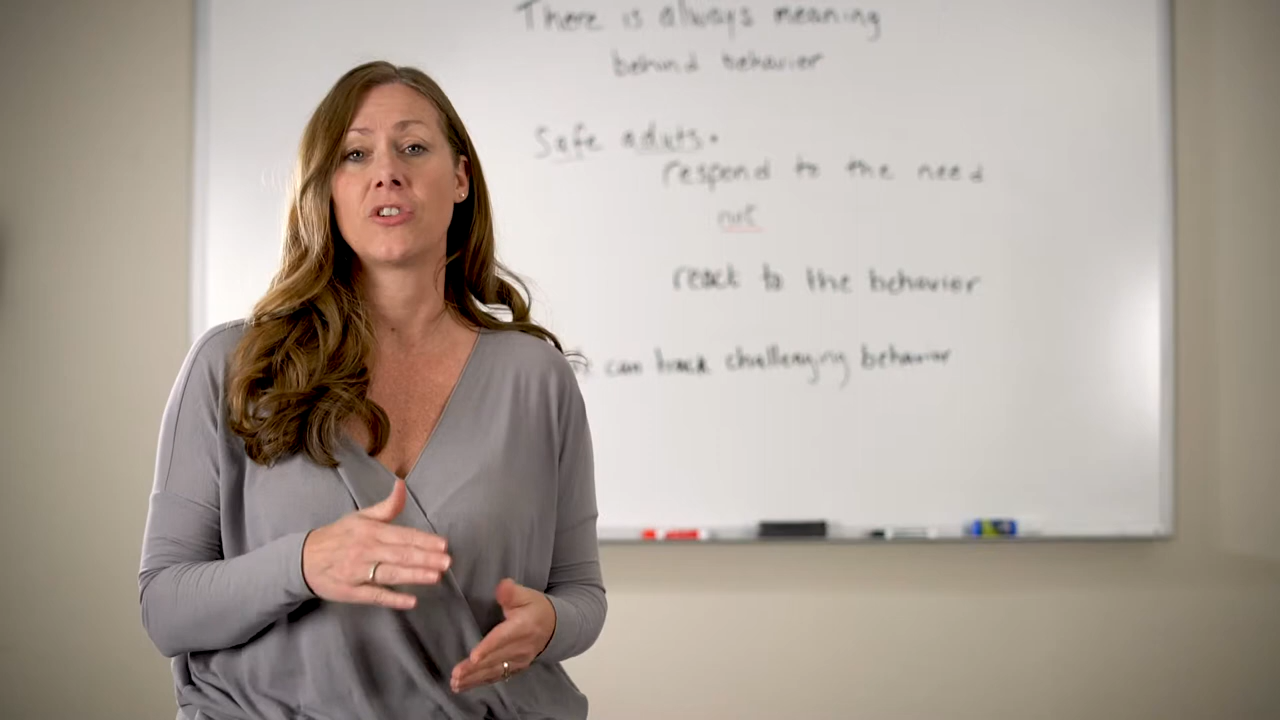 There is always meaning
behind behavior
Safe aduts.
respond to the need
not
react to the behavior
can track challenging behavior